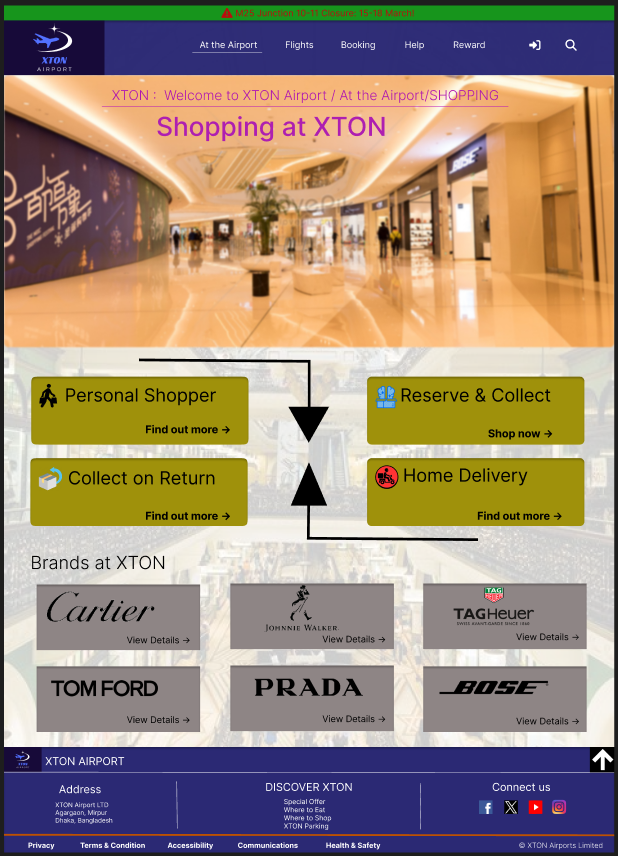 M25 Junction 10-11 Closure: 15-18 March!
XTON
AIRPORT
At the Airport
Flights
Booking
Help
Reward
XTON : Welcome to XTON Airport / At the Airport/SHOPPING
Shopping at XTON
BOSE
Personal Shopper
Find out more →
Reserve & Collect
Shop now →
Collect on Return
Find out more →
Home Delivery
Find out more →
Brands at XTON
Cartier
View Details →
JOHNNIE WALKER
View Details →
TAG
HEUER
TAGHeuer
SWISS AVANT-GARDE SINCE 1860
View Details →
TOM FORD
View Details →
PRADA
View Details →
BOSE
View Details →
XTON AIRPORT
Address
XTON Airport LTD
Agargaon, Mirpur
Dhaka, Bangladesh
DISCOVER XTON
Special Offer
Where to Eat
Where to Shop
XTON Parking
Connect us
Privacy
Terms & Condition
Accessibility
Communications
Health & Safety
© XTON Airports Limited